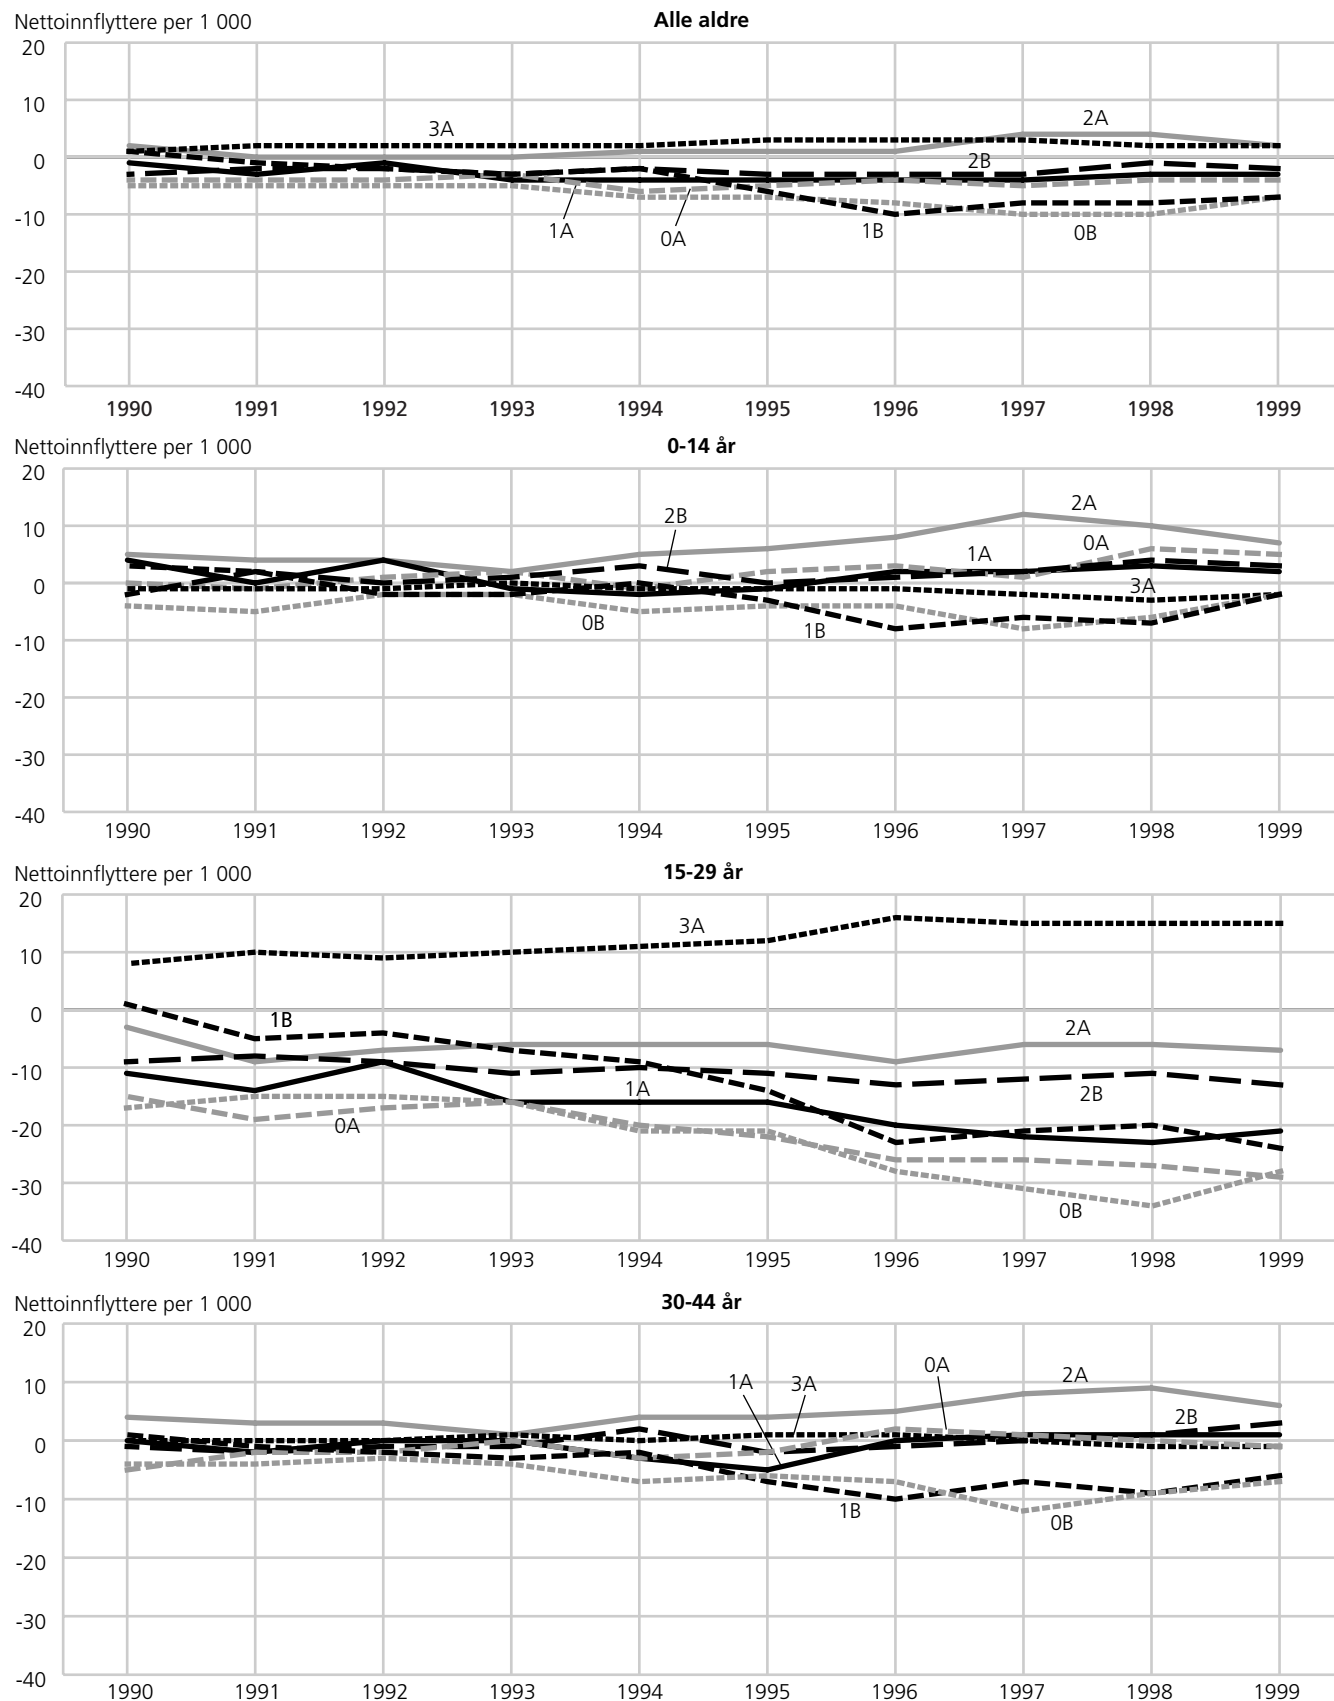 Nettoinnflyttere per 1 000
Alle aldre
20
10
0
-10
-20
-30
-40
3A
2A
2B
1A
0A
1B
0B
1990 1991 1992 1993 1994 1995 1996 1997 1998 1999
Nettoinnflyttere per 1 000
0-14 år
20
10
0
-10
-20
-30
-40
2A
2B
0A
1A
3A
0B
1B
1990 1991 1992 1993 1994 1995 1996 1997 1998 1999
Nettoinnflyttere per 1 000
15-29 år
20
10
0
-10
-20
-30
-40
3A
1B
2A
1A
2B
0A
0B
1990 1991 1992 1993 1994 1995 1996 1997 1998 1999
Nettoinnflyttere per 1 000
30-44 år
20
10
0
-10
-20
-30
-40
0A
2A
1A
3A
2B
1B
0B
1990 1991 1992 1993 1994 1995 1996 1997 1998 1999